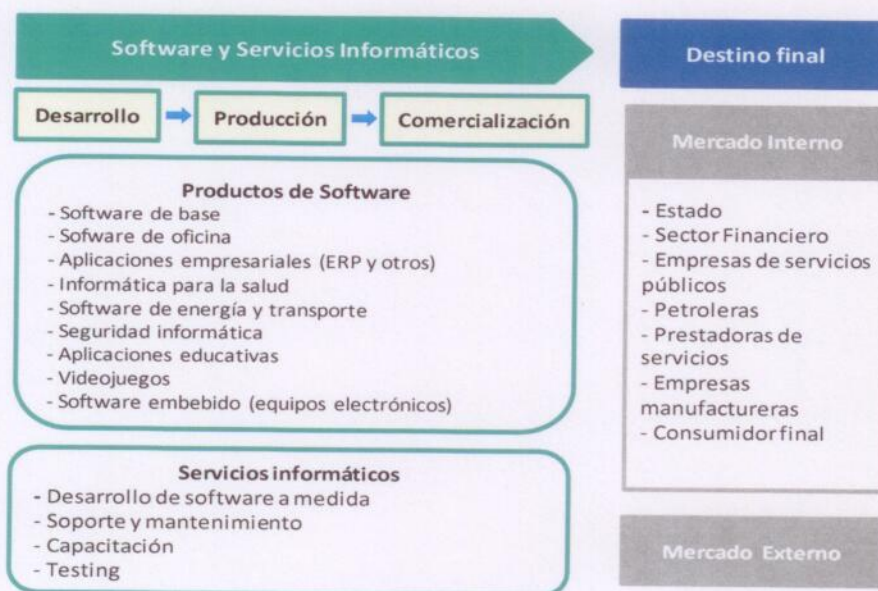 Software y Servicios Informáticos
Desarrollo
Producción
Comercialización
Productos de Software
- Software de base
- Sofware de oficina
- Aplicaciones empresariales (ERP y otros)
- Informática para la salud
- Software de energía y transporte
- Seguridad informática
- Aplicaciones educativas
- Videojuegos
- Software embebido (equipos electrónicos)
Servicios informáticos
- Desarrollo de software a medida
- Soporte y mantenimiento
- Capacitación
- Testing
Destino final
Mercado Interno
- Estado
- Sector Financiero
- Empresas de servicios
públicos
- Petroleras
- Prestadoras de
servicios
- Empresas
manufactureras
- Consumidor final
Mercado Externo